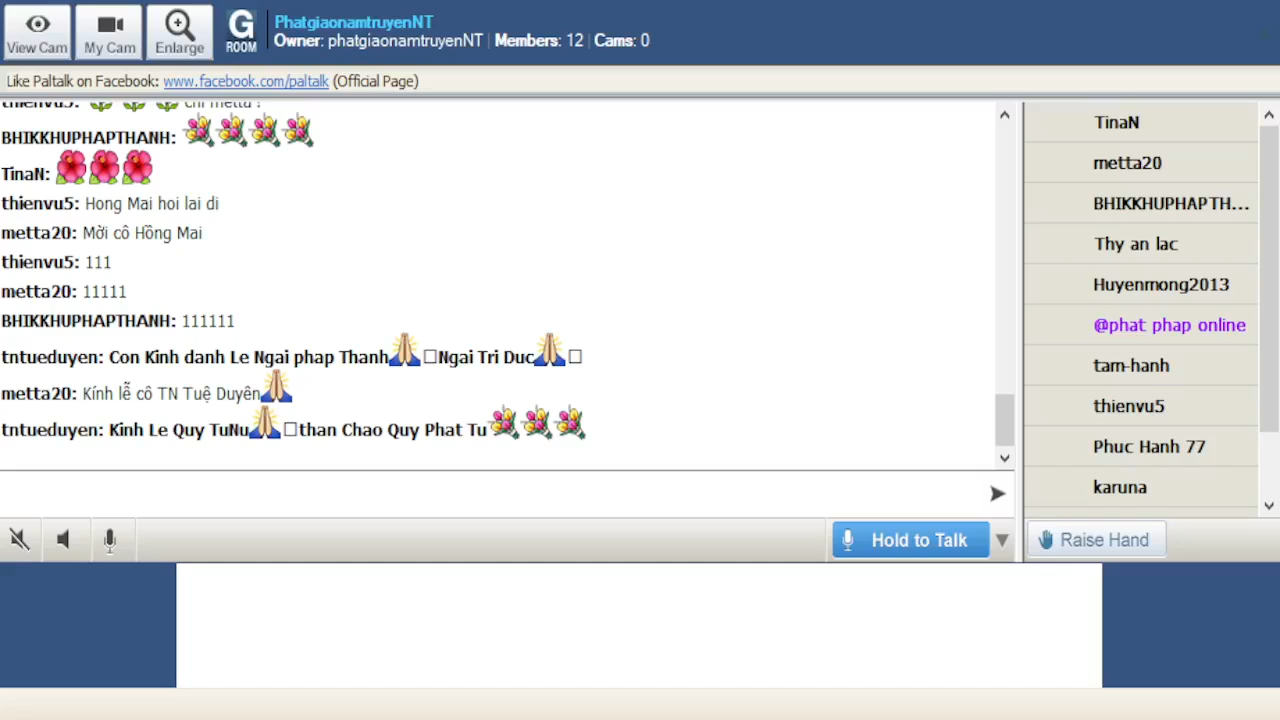 View Cam
My Cam
Enlarge
G
ROOM
PhatgiaonamtruyenNT
Owner: phatgiaonamtruyenNT | Members: 12 | Cams: 0
Like Paltalk on Facebook: www.facebook.com/paltalk (Official Page)
thienvu5: chi metta !
BHIKKHUPHAPTHANH:
TinaN:
thienvu5: Hong Mai hoi lai di
metta20: Mời cô Hồng Mai
thienvu5: 111
metta20: 11111
BHIKKHUPHAPTHANH: 111111
tntueduyen: Con Kinh danh Le Ngai phap Thanh Ngai Tri Duc
metta20: Kính lễ cô TN Tuệ Duyên
tntueduyen: Kinh Le Quy TuNu than Chao Quy Phat Tu
Hold to Talk
TinaN
metta20
BHIKKHUPHAPTH...
Thy an lac
Huyenmong2013
@phat phap online
tam-hanh
thienvu5
Phuc Hanh 77
karuna
Raise Hand